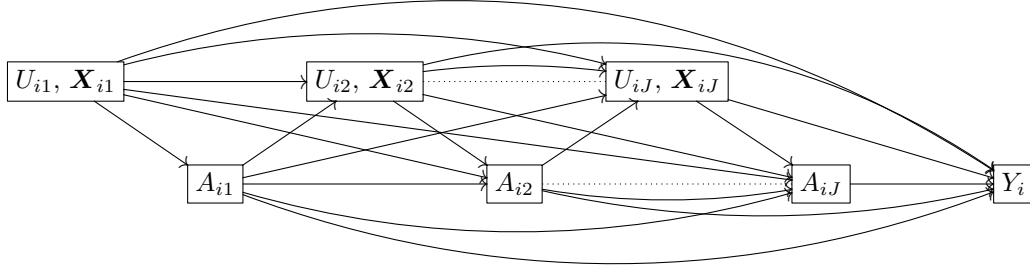 U_{i1}, X_{i1} U_{i2}, X_{i2} U_{iJ}, X_{iJ}
A_{i1} A_{i2} A_{iJ} Y_i